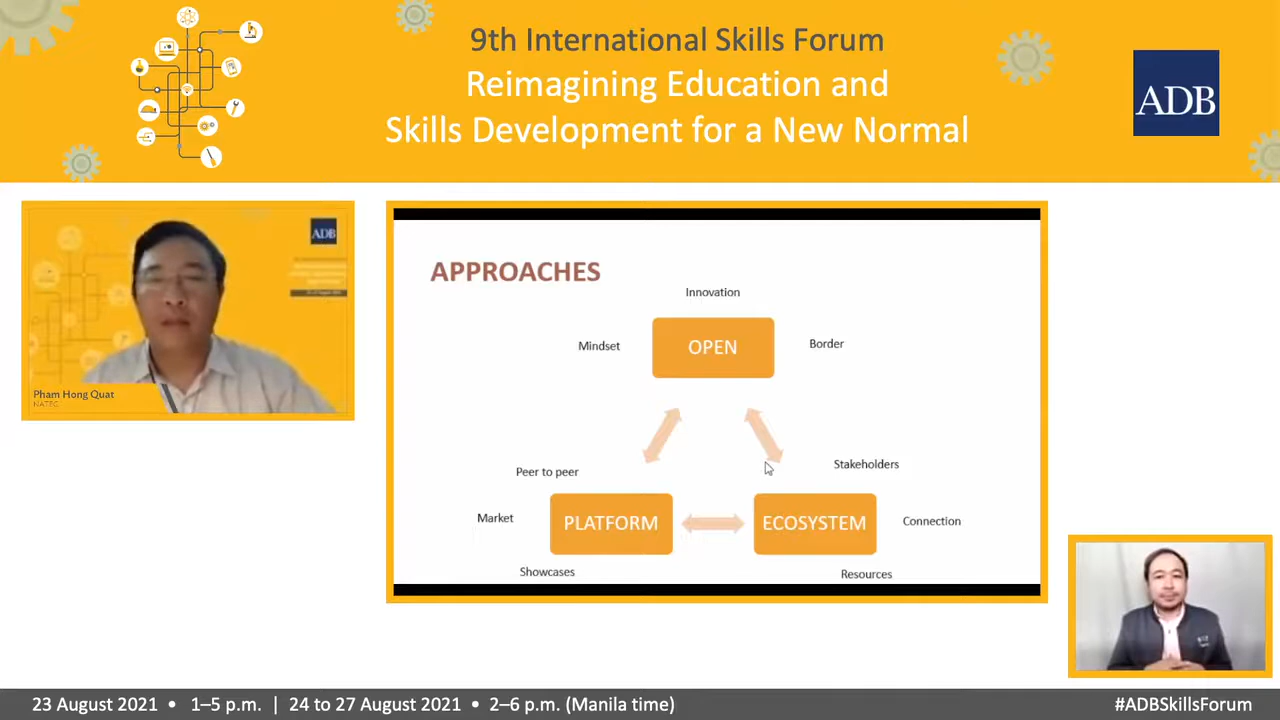 9th International Skills Forum
Reimagining Education and
Skills Development for a New Normal
ADB
ADB
Pham Hong Quat
NATEC
APPROACHES
Innovation
Mindset
OPEN
Border
Peer to peer
Stakeholders
Market
PLATFORM
ECOSYSTEM
Connection
Showcases
Resources
23 August 2021 • 1–5 p.m. | 24 to 27 August 2021 • 2–6 p.m. (Manila time)
#ADBSkillsForum